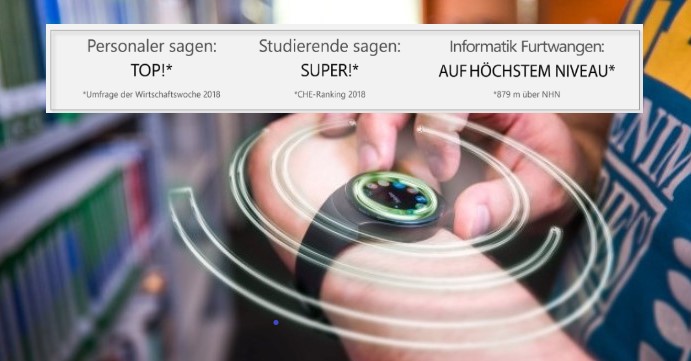 Personaler sagen:
TOP!*
*Umfrage der Wirtschaftswoche 2018
Studierende sagen:
SUPER!*
*CHE-Ranking 2018
Informatik Furtwangen:
AUF HÖCHSTEM NIVEAU*
*879 m über NHN